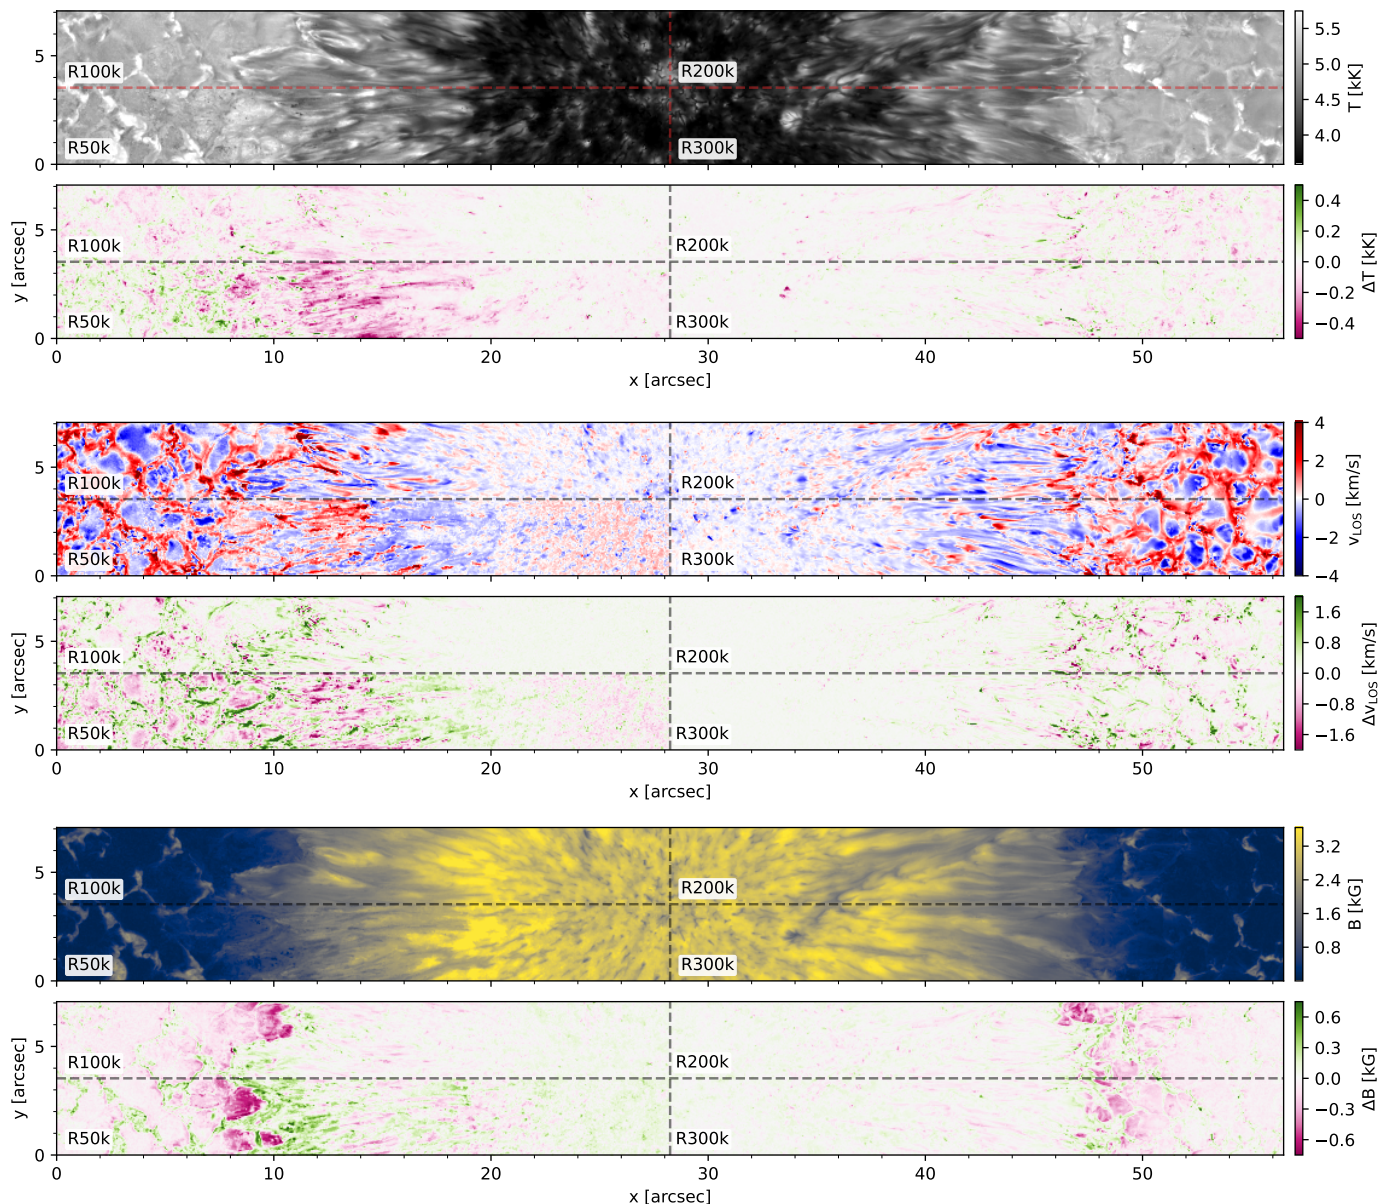 5
0
R100k
R200k
R50k
R300k
5.5
5.0
4.5
4.0
T [kK]
5
0
R100k
R200k
R50k
R300k
0.4
0.2
0.0
−0.2
−0.4
ΔT [kK]
y [arcsec]
0 10 20 30 40 50
x [arcsec]
5
0
R100k
R200k
R50k
R300k
4
2
0
−2
−4
vLOS [km/s]
5
0
R100k
R200k
R50k
R300k
1.6
0.8
0.0
−0.8
−1.6
ΔvLOS [km/s]
y [arcsec]
0 10 20 30 40 50
x [arcsec]
5
0
R100k
R200k
R50k
R300k
3.2
2.4
1.6
0.8
B [kG]
5
0
R100k
R200k
R50k
R300k
0.6
0.3
0.0
−0.3
−0.6
ΔB [kG]
y [arcsec]
0 10 20 30 40 50
x [arcsec]